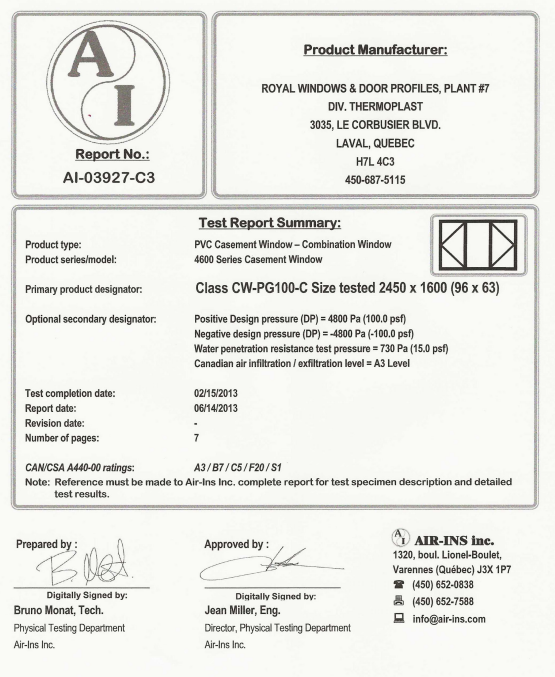 A
I
Report No.:
AI-03927-C3
Product Manufacturer:
ROYAL WINDOWS & DOOR PROFILES, PLANT #7
DIV. THERMOPLAST
3035, LE CORBUSIER BLVD.
LAVAL, QUEBEC
H7L 4C3
450-687-5115
Test Report Summary:
Product type: PVC Casement Window – Combination Window
Product series/model: 4600 Series Casement Window
Primary product designator: Class CW-PG100-C Size tested 2450 x 1600 (96 x 63)
Optional secondary designator: Positive Design pressure (DP) = 4800 Pa (100.0 psf)
Negative design pressure (DP) = -4800 Pa (-100.0 psf)
Water penetration resistance test pressure = 730 Pa (15.0 psf)
Canadian air infiltration / exfiltration level = A3 Level
Test completion date: 02/15/2013
Report date: 06/14/2013
Revision date: -
Number of pages: 7
CAN/CSA A440-00 ratings: A3 / B7 / C5 / F20 / S1
Note: Reference must be made to Air-Ins Inc. complete report for test specimen description and detailed
test results.
Prepared by :
Digitally Signed by:
Bruno Monat, Tech.
Physical Testing Department
Air-Ins Inc.
Approved by :
Digitally Signed by:
Jean Miller, Eng.
Director, Physical Testing Department
Air-Ins Inc.
A
I
AIR-INS inc.
1320, boul. Lionel-Boulet,
Varennes (Québec) J3X 1P7
(450) 652-0838
(450) 652-7588
info@air-ins.com